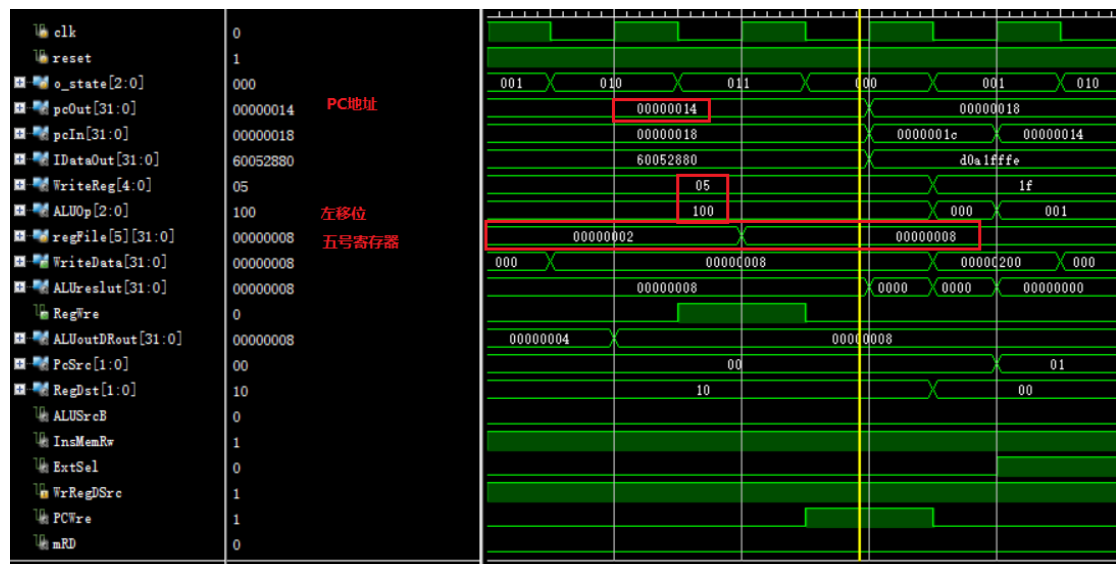 clk 0
reset 1
o_state[2:0] 000 001 010 011 000 001 010
pcOut[31:0] 00000014 PC地址 00000014 00000018
pcIn[31:0] 00000018 00000018 0000001c 00000014
IDataOut[31:0] 60052880 60052880 d0a1fffe
WriteReg[4:0] 05 05 1f
ALUOp[2:0] 100 左移位 100 000 001
regFile[5][31:0] 00000008 五号寄存器 00000002 00000008
WriteData[31:0] 00000008 000 00000008 00000200 000
ALUreslut[31:0] 00000008 00000008 0000 0000 00000000
RegWre 0
ALUoutDRout[31:0] 00000008 00000004 00000008
PcSrc[1:0] 00 00 01
RegDst[1:0] 10 10 00
ALUSrcB 0
InsMemRw 1
ExtSel 0
WrRegDSrc 1
PCWre 1
mRD 0